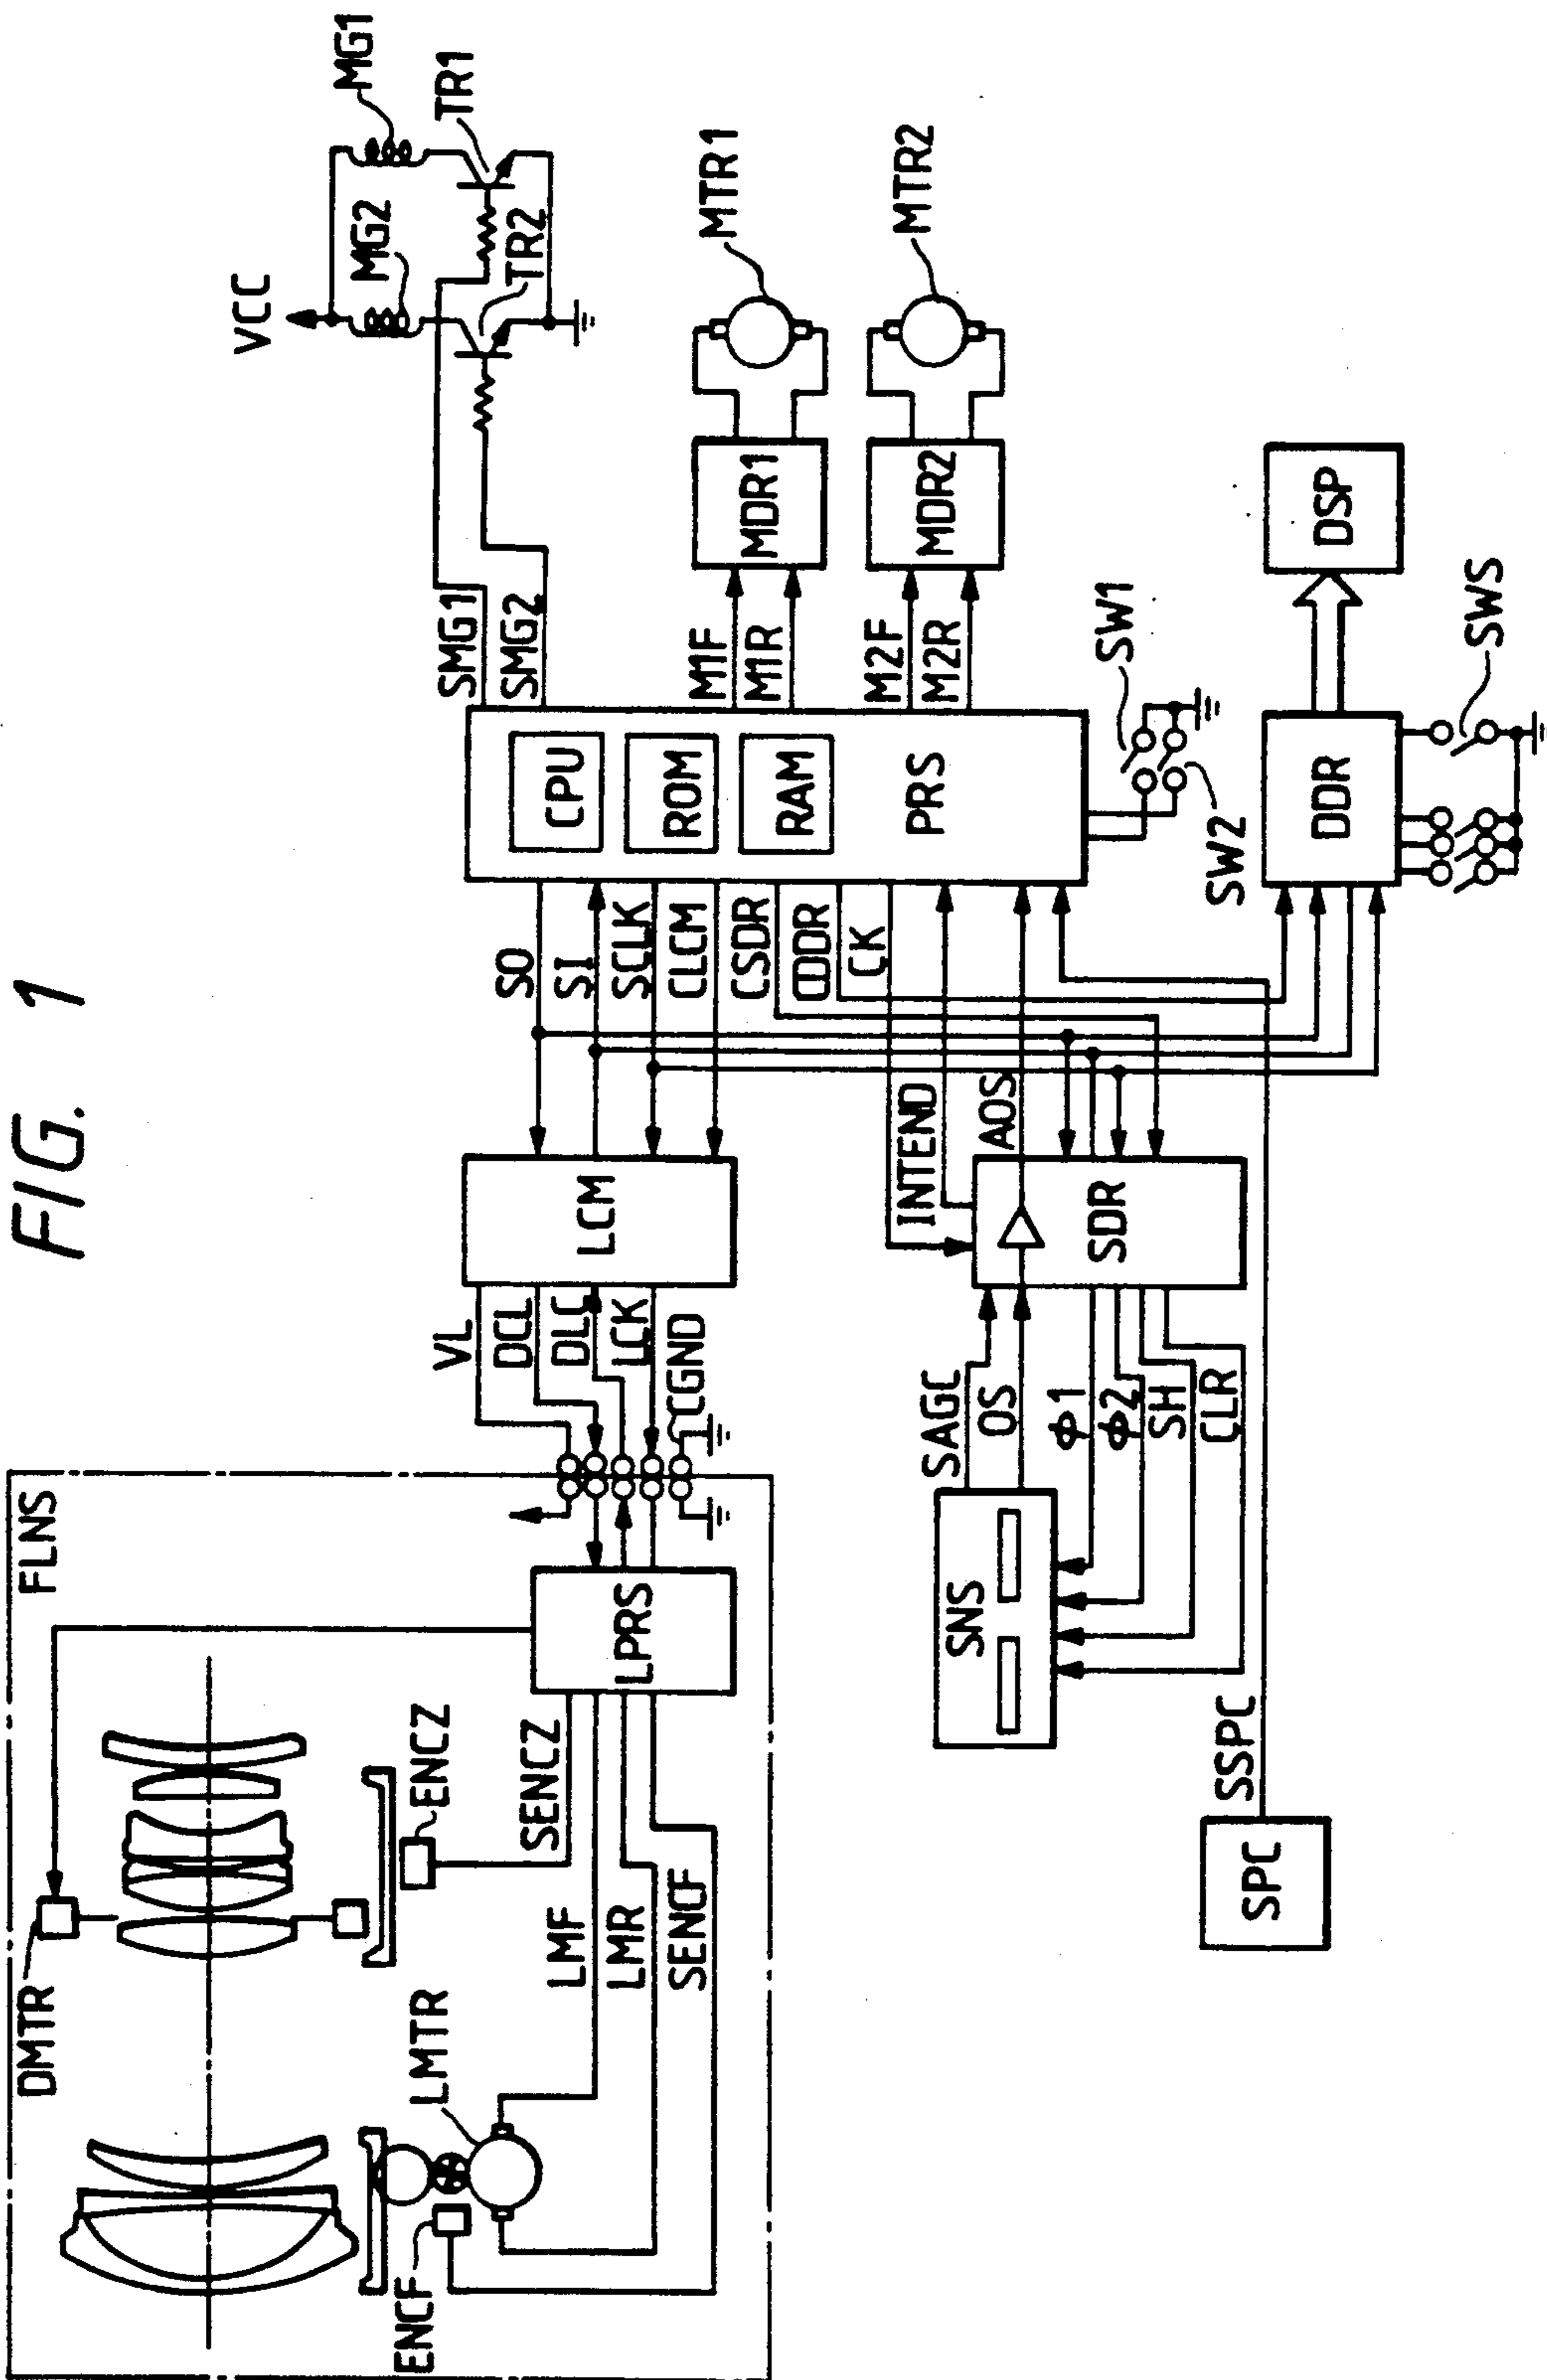 FIG. 1
FLNS
DMTR
ENCZ
LMTR
ENCF
SENCZ
LMF
LMR
SENCF
LPRS
VL
DCL
DLC
LCK
CGND
LCM
SO
SI
SCLK
CLCM
CSDR
CDDR
CK
CPU
ROM
RAM
PRS
SMG1
SMG2
VCC
MG2
MG1
TR1
TR2
M1F
M1R
M2F
M2R
MDR1
MDR2
MTR1
MTR2
SW1
SW2
INTEND
AOS
SDR
SAGC
OS
φ1
φ2
SH
CLR
SNS
SSPC
SPC
DDR
DSP
SWS